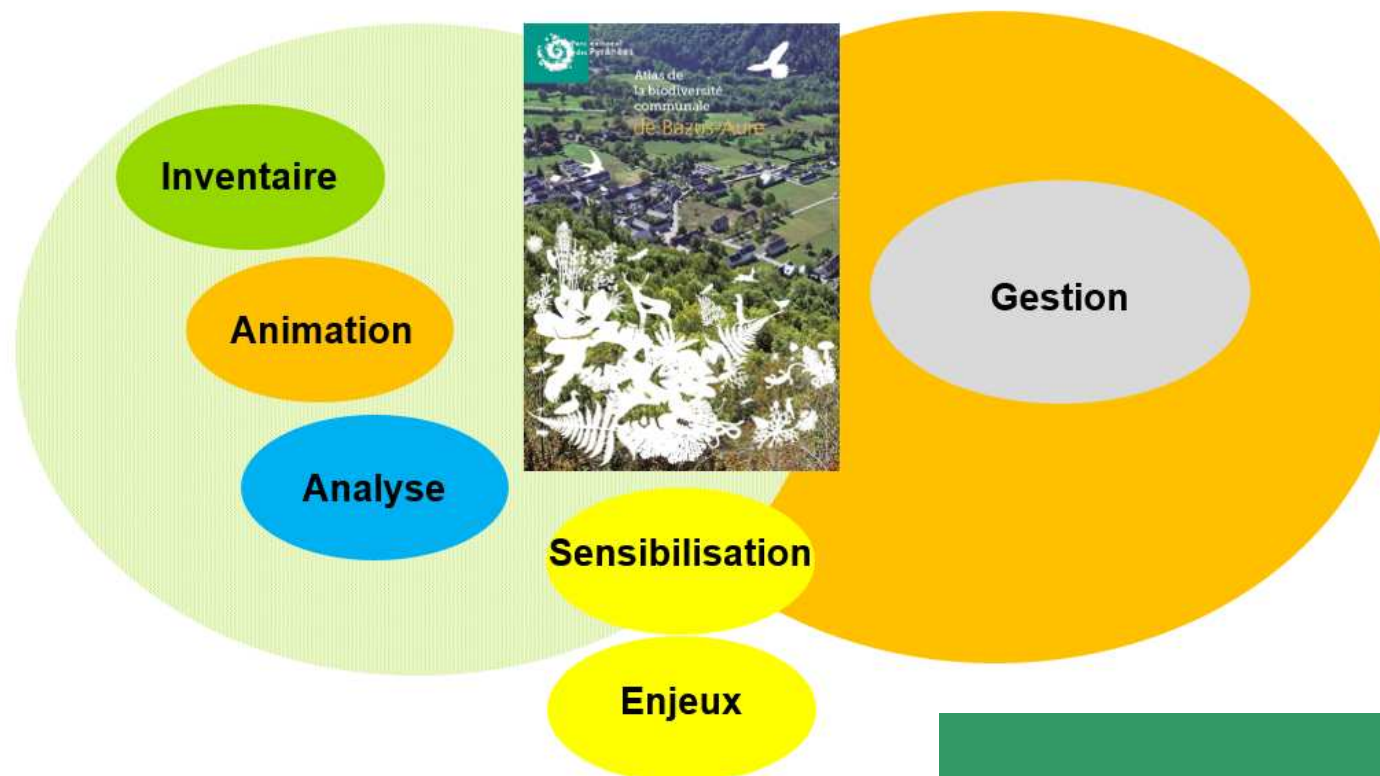 Parc national
des Pyrénées
Atlas de
la biodiversité
communale
de Bazus-Aure
Inventaire
Animation
Analyse
Gestion
Sensibilisation
Enjeux